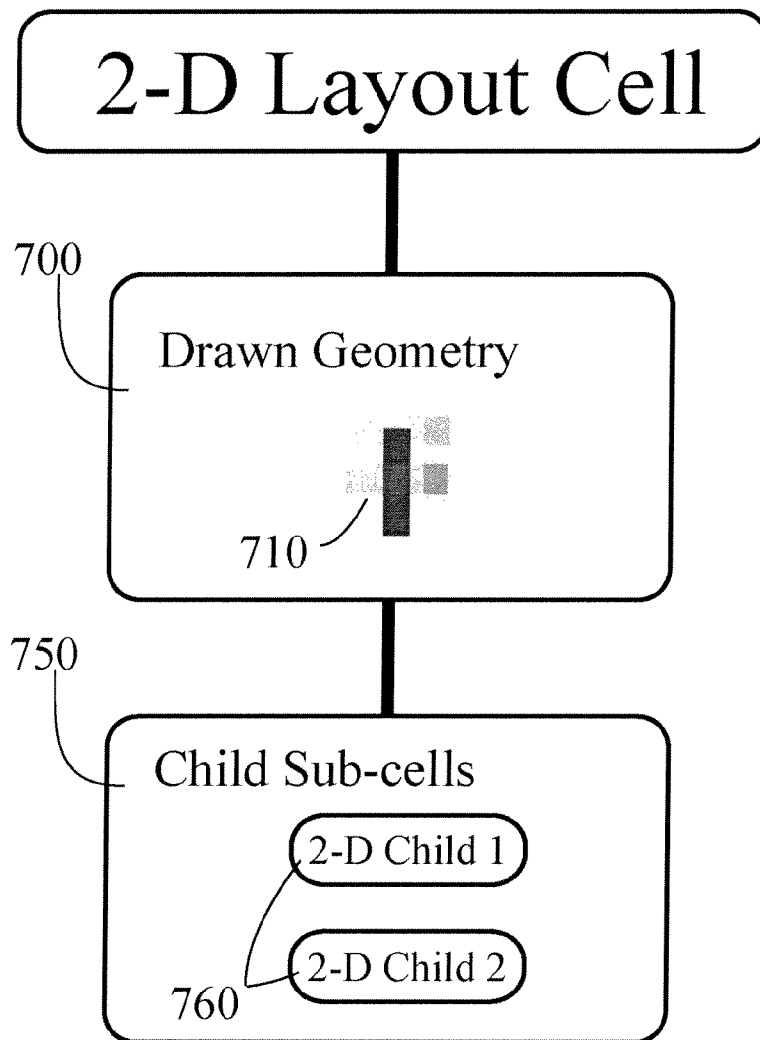 2-D Layout Cell
700
Drawn Geometry
710
750
Child Sub-cells
2-D Child 1
2-D Child 2
760